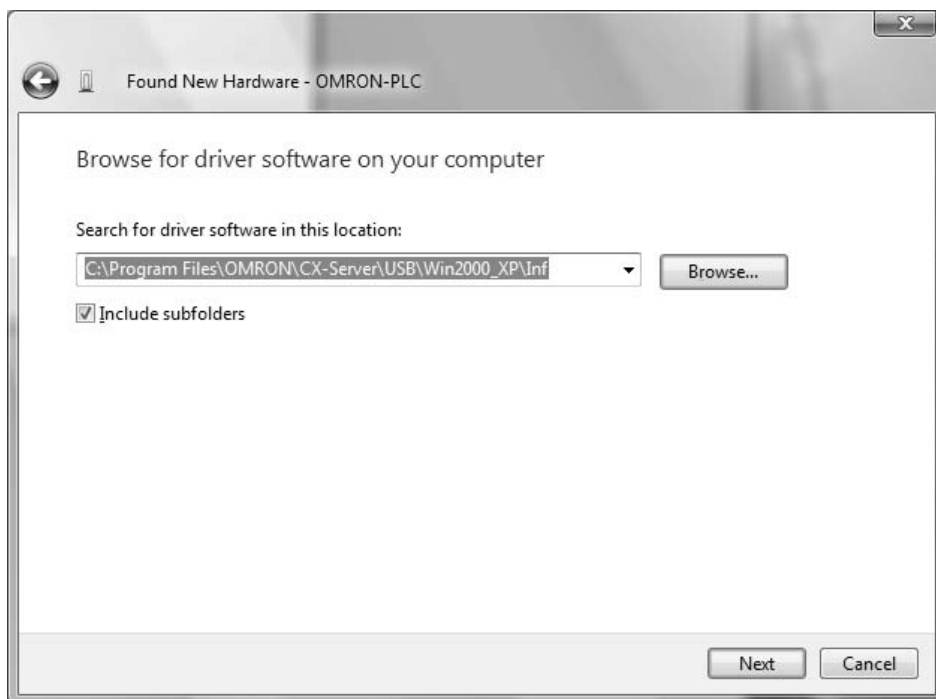 Found New Hardware - OMRON-PLC
Browse for driver software on your computer
Search for driver software in this location:
C:\Program Files\OMRON\CX-Server\USB\Win2000_XP\Inf
Browse...
Include subfolders
Next
Cancel